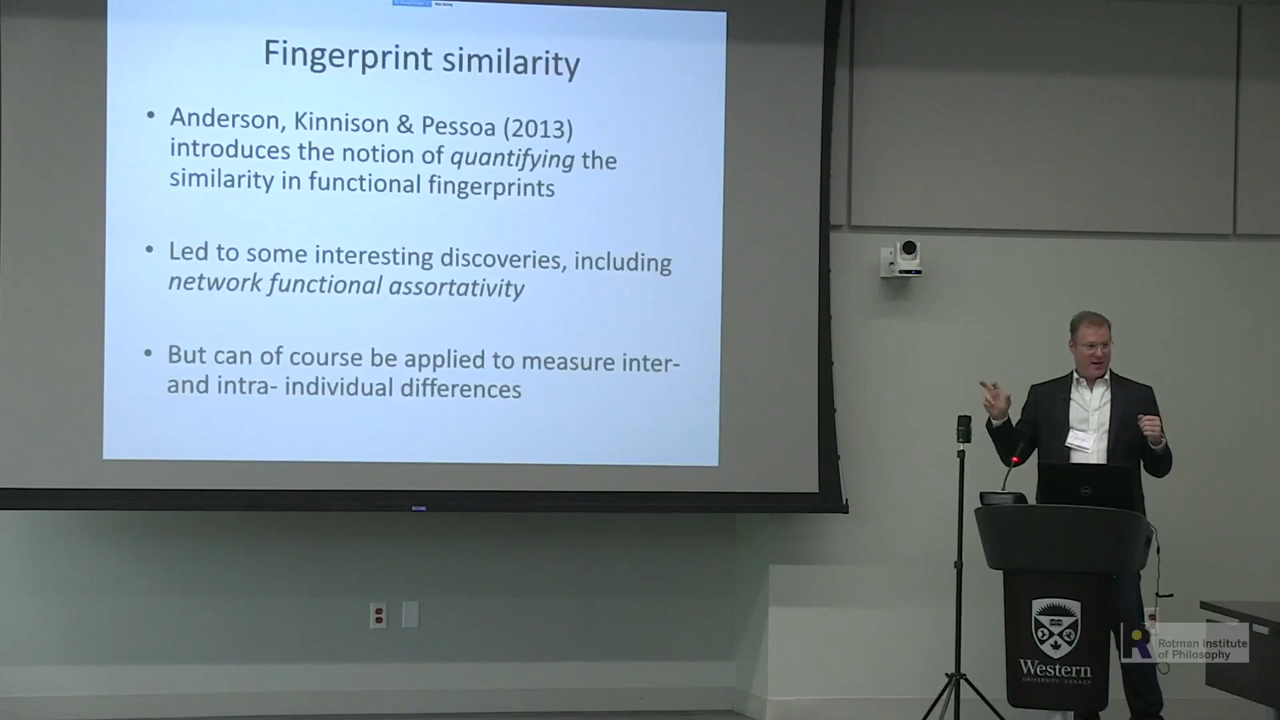 Fingerprint similarity
• Anderson, Kinnison & Pessoa (2013)
introduces the notion of quantifying the
similarity in functional fingerprints
• Led to some interesting discoveries, including
network functional assortativity
• But can of course be applied to measure inter-
and intra- individual differences
Western
UNIVERSITY · CANADA
Rotman Institute
of Philosophy